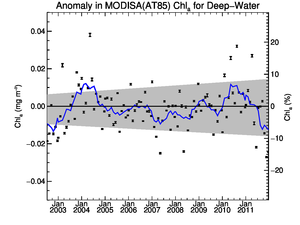 Anomaly in MODISA(AT85) Chlₐ for Deep-Water
0.04
0.02
0.00
-0.02
-0.04
Chlₐ (mg m⁻³)
20
10
0
-10
-20
Chlₐ (%)
Jan Jan Jan Jan Jan Jan Jan Jan Jan
2003 2004 2005 2006 2007 2008 2009 2010 2011